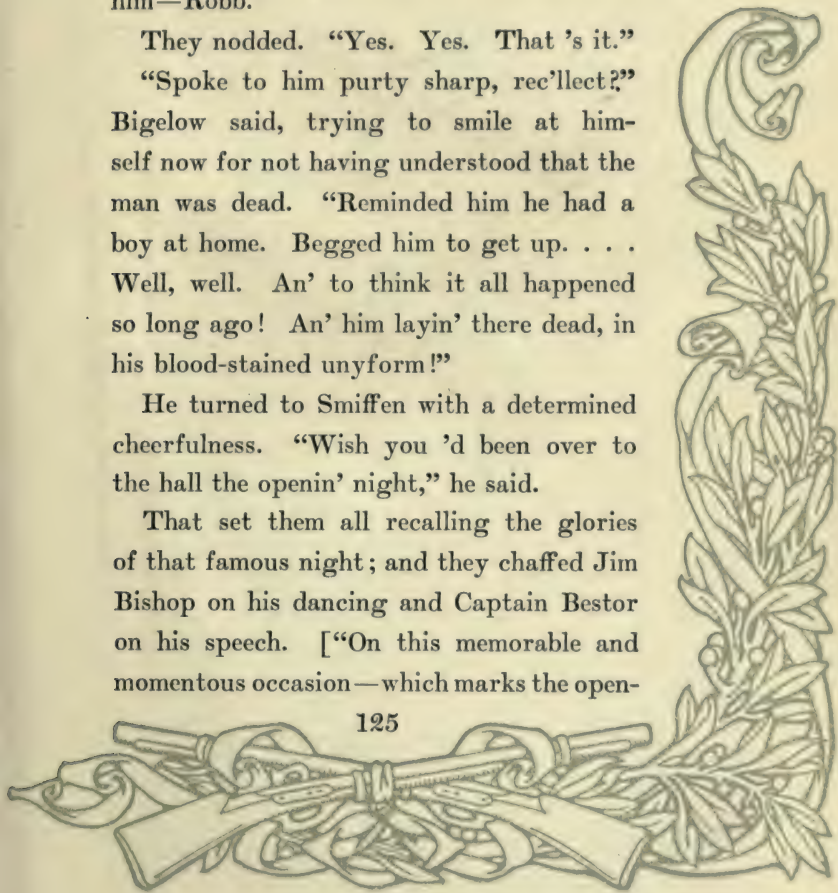 him—Robb.
They nodded. “Yes. Yes. That ’s it.”
“Spoke to him purty sharp, rec’llect?”
Bigelow said, trying to smile at him-
self now for not having understood that the
man was dead. “Reminded him he had a
boy at home. Begged him to get up. . . .
Well, well. An’ to think it all happened
so long ago! An’ him layin’ there dead, in
his blood-stained unyform!”
He turned to Smiffen with a determined
cheerfulness. “Wish you ’d been over to
the hall the openin’ night,” he said.
That set them all recalling the glories
of that famous night; and they chaffed Jim
Bishop on his dancing and Captain Bestor
on his speech. [“On this memorable and
momentous occasion—which marks the open-
125